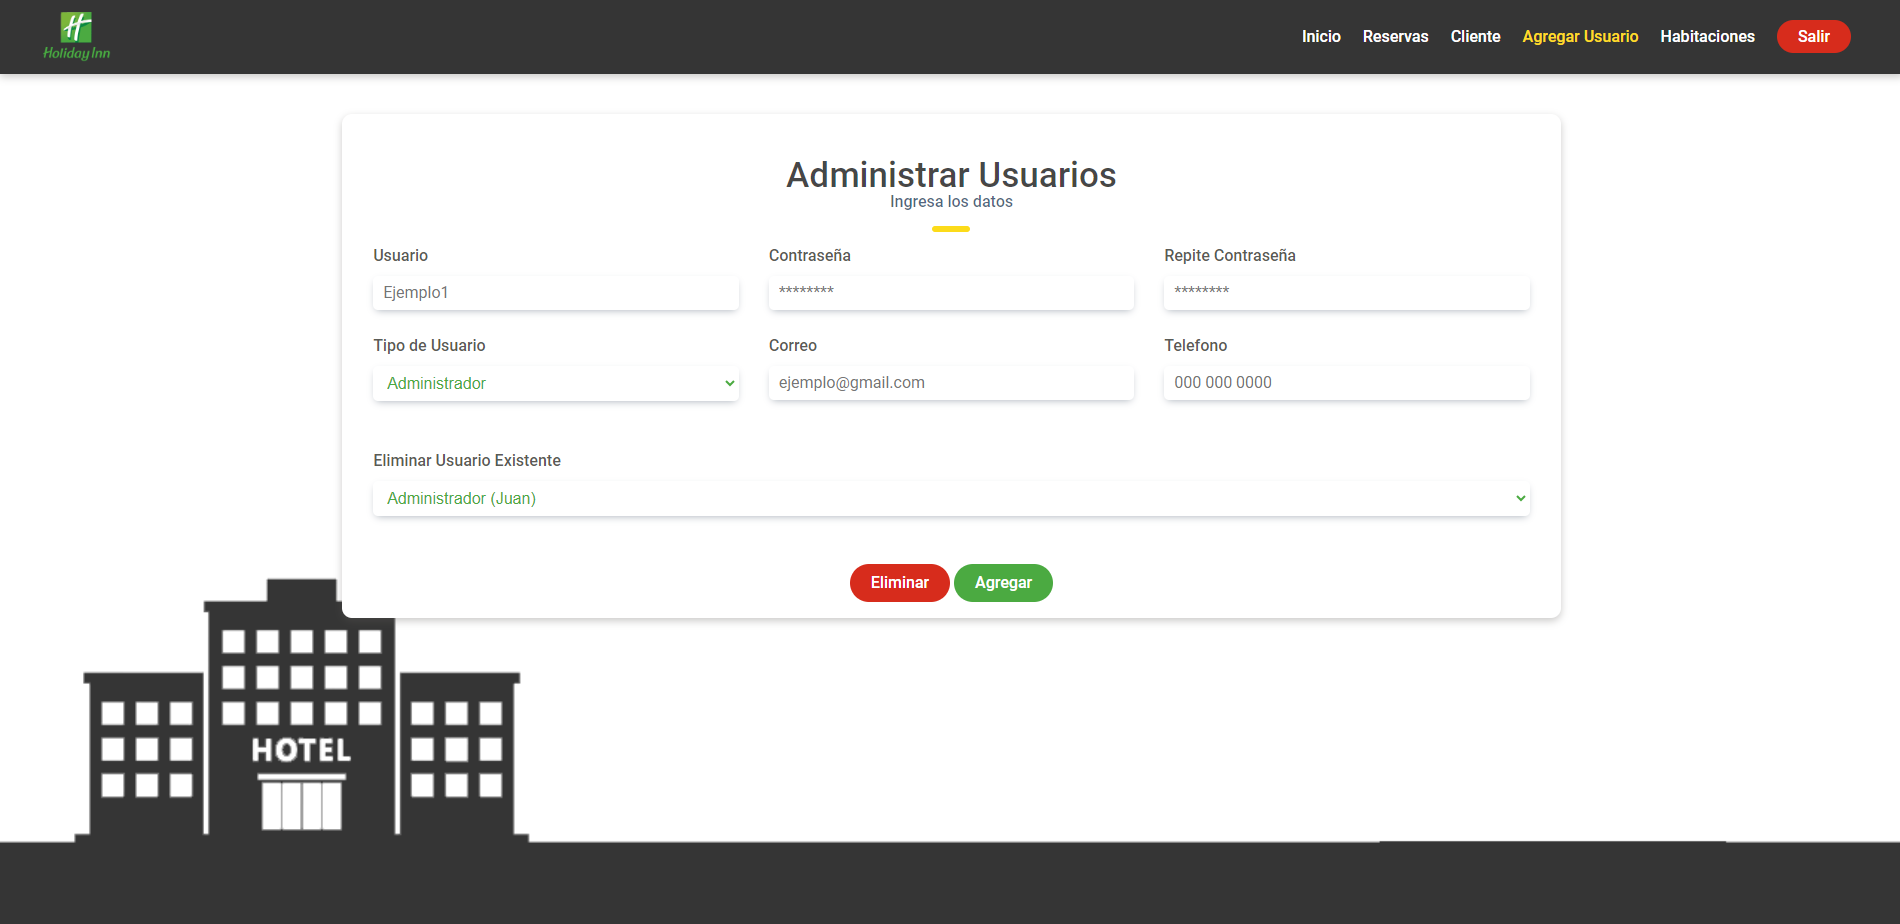 H
Holiday Inn
Inicio Reservas Cliente Agregar Usuario Habitaciones Salir
Administrar Usuarios
Ingresa los datos
Usuario Contraseña Repite Contraseña
Ejemplo1 ******** ********
Tipo de Usuario Correo Telefono
Administrador ejemplo@gmail.com 000 000 0000
Eliminar Usuario Existente
Administrador (Juan)
Eliminar Agregar
HOTEL